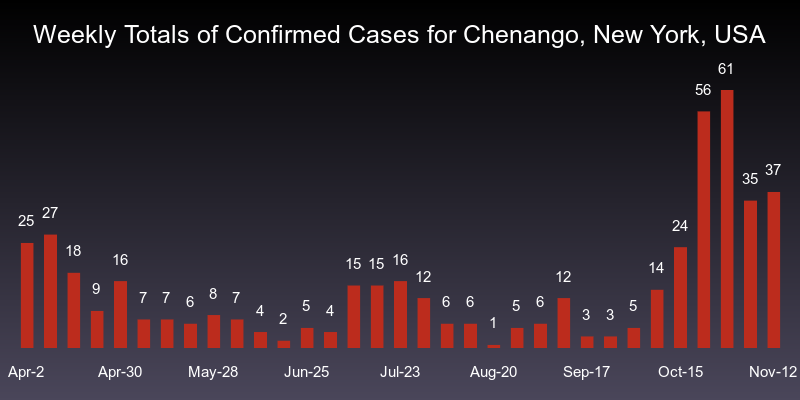 Weekly Totals of Confirmed Cases for Chenango, New York, USA
25 27 18 9 16 7 7 6 8 7 4 2 5 4 15 15 16 12 6 6 1 5 6 12 3 3 5 14 24 56 61 35 37
Apr-2 Apr-30 May-28 Jun-25 Jul-23 Aug-20 Sep-17 Oct-15 Nov-12